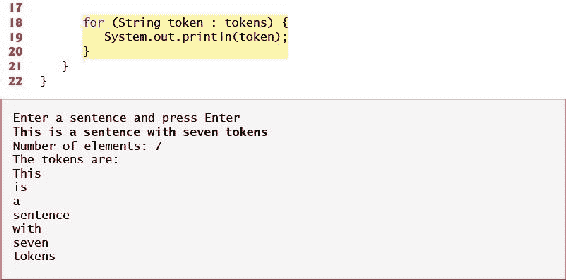 17
18 for (String token : tokens) {
19 System.out.println(token);
20 }
21 }
22 }
Enter a sentence and press Enter
This is a sentence with seven tokens
Number of elements: 7
The tokens are:
This
is
a
sentence
with
seven
tokens